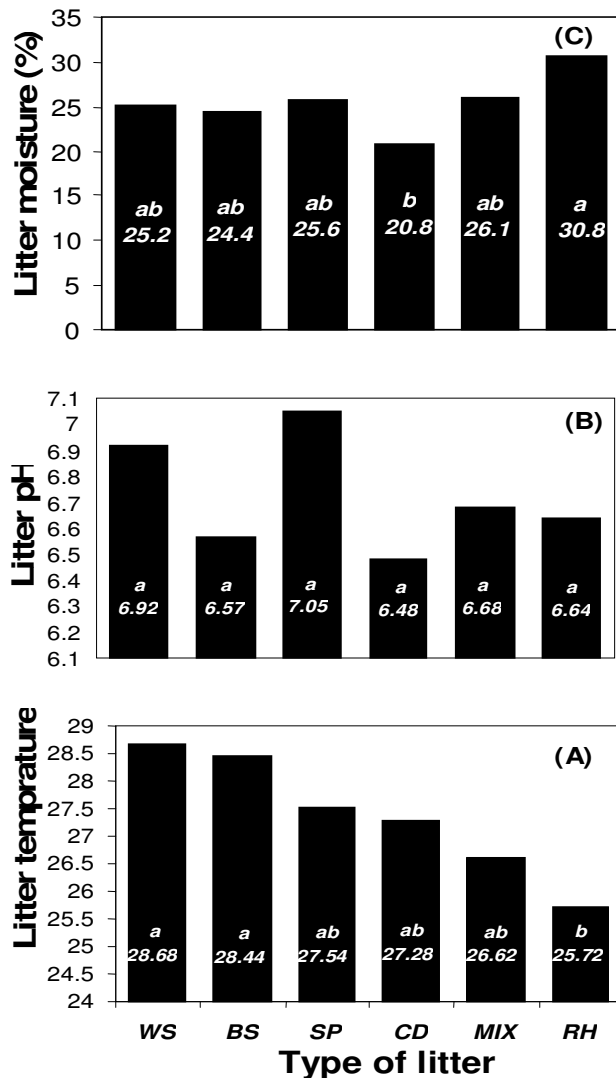 35
(C)
30
25
20
15
10
5
0
Litter moisture (%)
ab ab ab b ab a
25.2 24.4 25.6 20.8 26.1 30.8
7.1
(B)
7
6.9
6.8
6.7
6.6
6.5
6.4
6.3
6.2
6.1
Litter pH
a a a a a a
6.92 6.57 7.05 6.48 6.68 6.64
29
(A)
28.5
27.5
27
26.5
26
25.5
25
24.5
24
Litter temprature
a a ab ab ab b
28.68 28.44 27.54 27.28 26.62 25.72
WS BS SP CD MIX RH
Type of litter